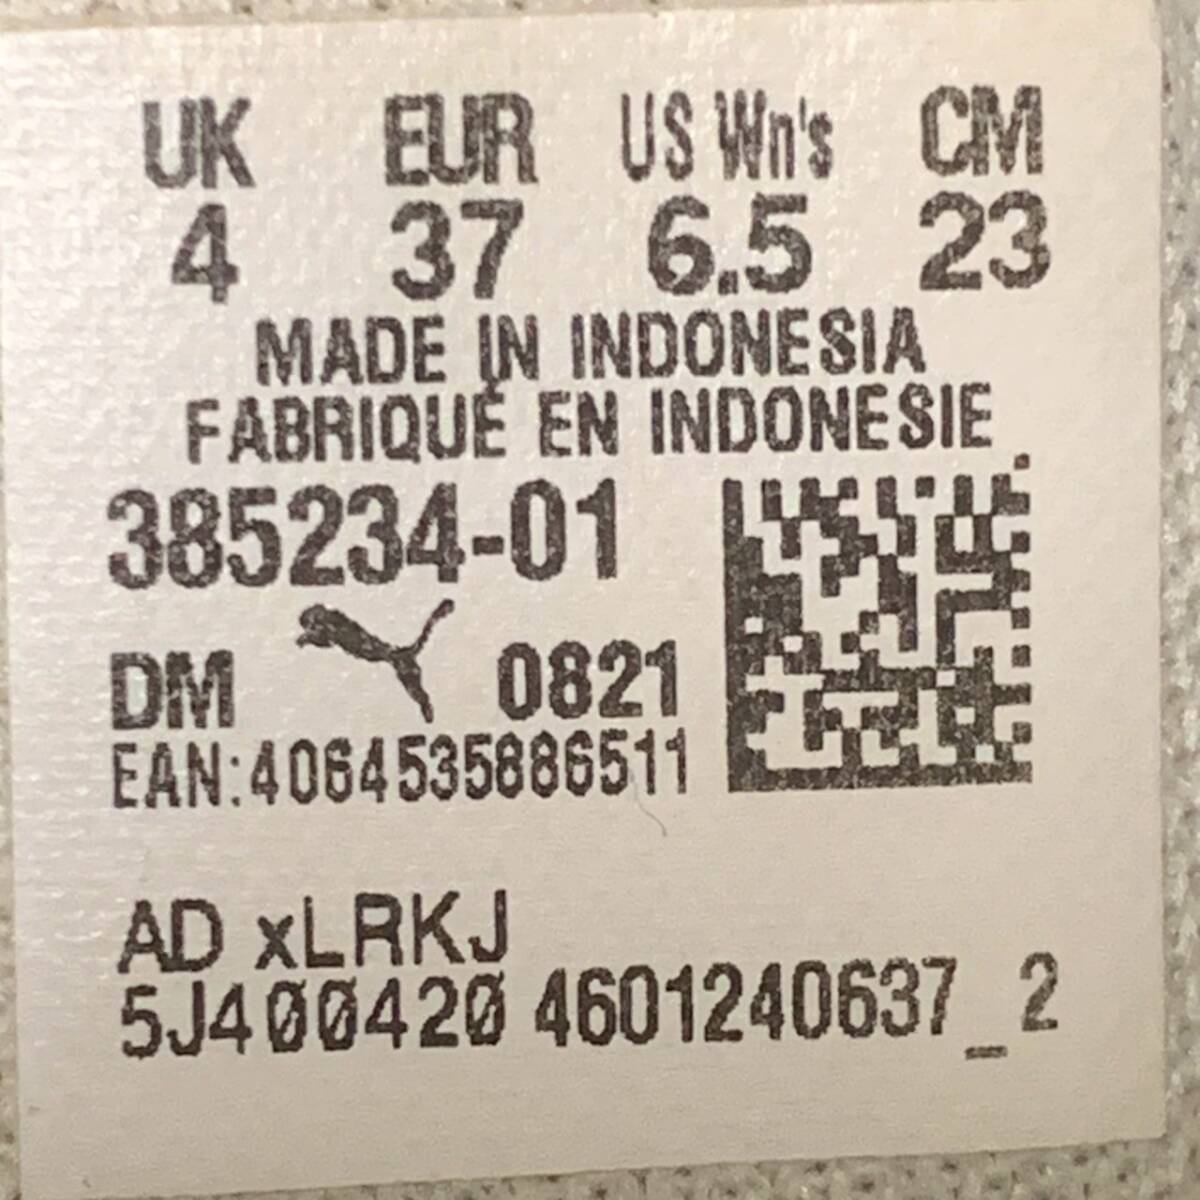 UK EUR US Wn's CM
4 37 6.5 23
MADE IN INDONESIA
FABRIQUÉ EN INDONESIE
385234-01
DM 0821
EAN:4064535886511
AD xLRKJ
5J400420 4601240637_2